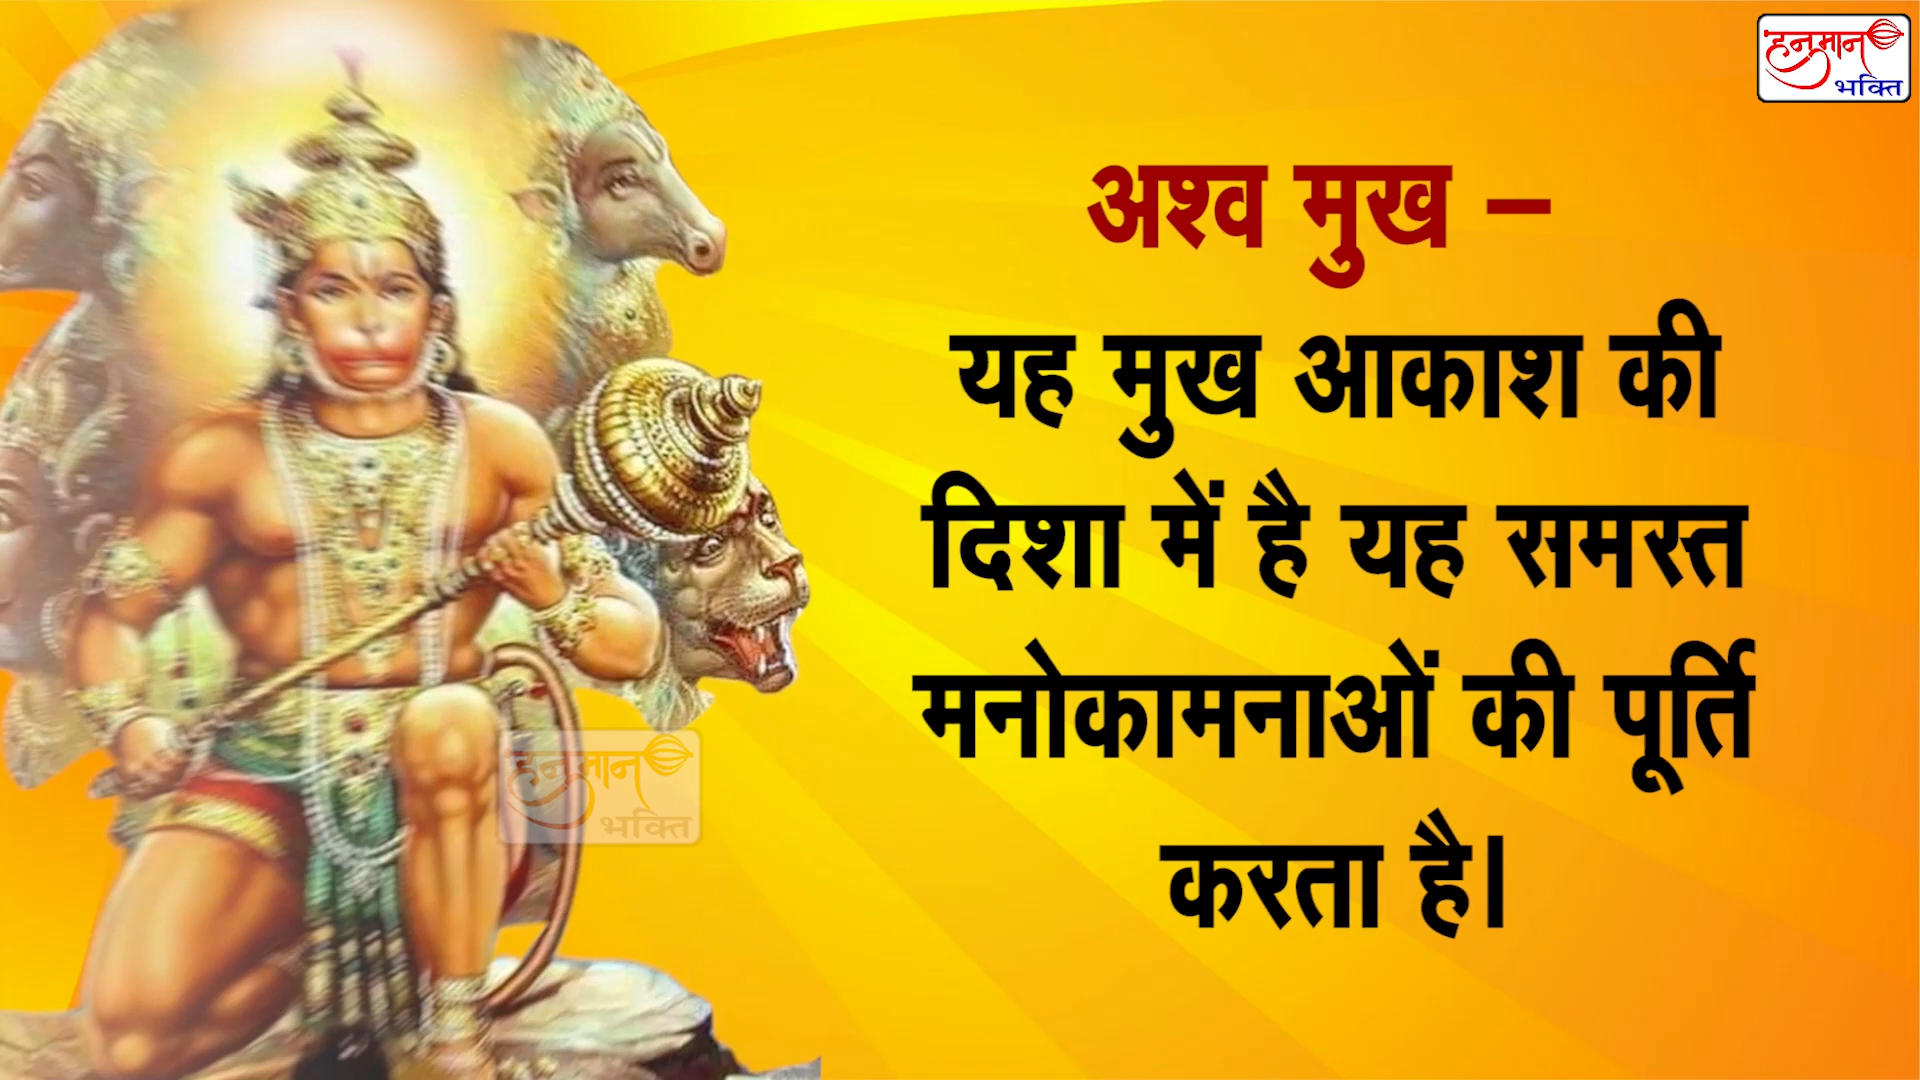 हनुमान
भक्ति
अश्व मुख –
यह मुख आकाश की
दिशा में है यह समस्त
मनोकामनाओं की पूर्ति
करता है।
हनुमान
भक्ति